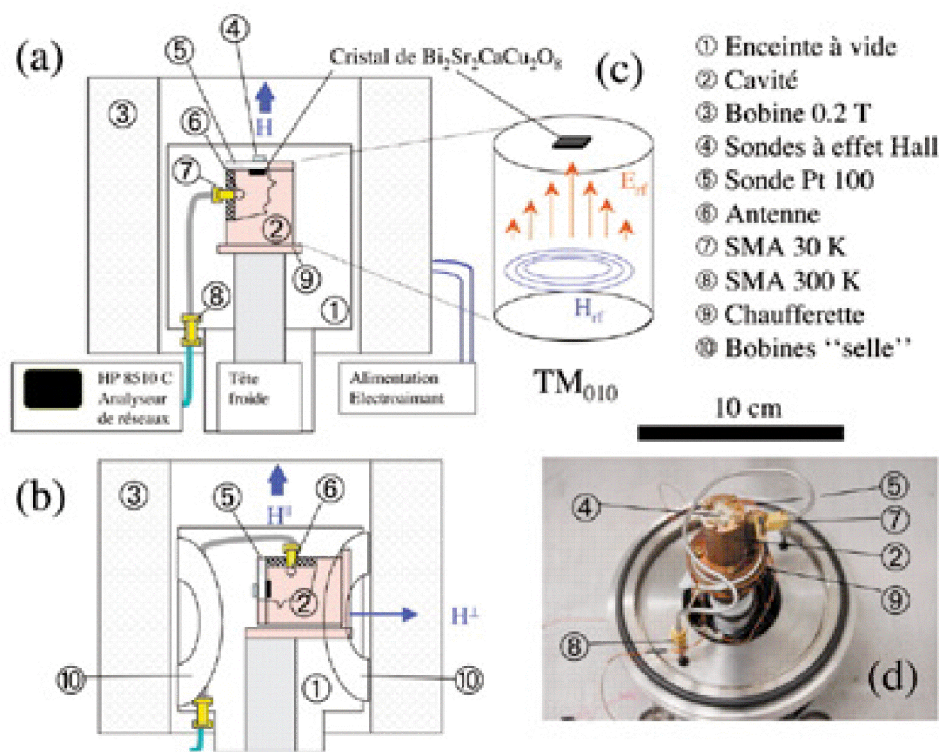 (a)
⑤
④
Cristal de Bi₂Sr₂CaCu₂O₈
(c)
③
⑥
H
⑦
②
E_rf
⑨
⑧
①
H_rf
HP 8510 C
Analyseur
de réseaux
Tête
froide
Alimentation
Electroaimant
TM₀₁₀
① Enceinte à vide
② Cavité
③ Bobine 0.2 T
④ Sondes à effet Hall
⑤ Sonde Pt 100
⑥ Antenne
⑦ SMA 30 K
⑧ SMA 300 K
⑨ Chaufferette
⑩ Bobines ‘‘selle’’
10 cm
(b)
③
⑤
H∥
⑥
②
H⊥
⑩
①
⑩
④
⑤
⑦
②
⑨
⑧
(d)